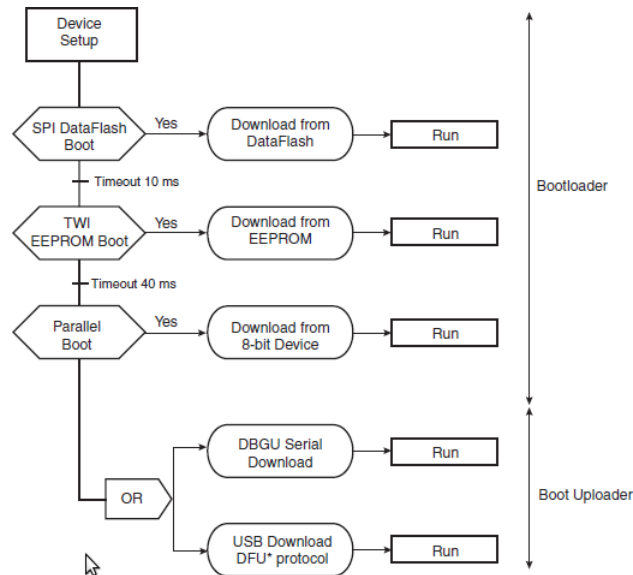 Device
Setup
SPI DataFlash
Boot
Yes
Download from
DataFlash
Run
Timeout 10 ms
Bootloader
TWI
EEPROM Boot
Yes
Download from
EEPROM
Run
Timeout 40 ms
Parallel
Boot
Yes
Download from
8-bit Device
Run
DBGU Serial
Download
Run
OR
Boot Uploader
USB Download
DFU* protocol
Run